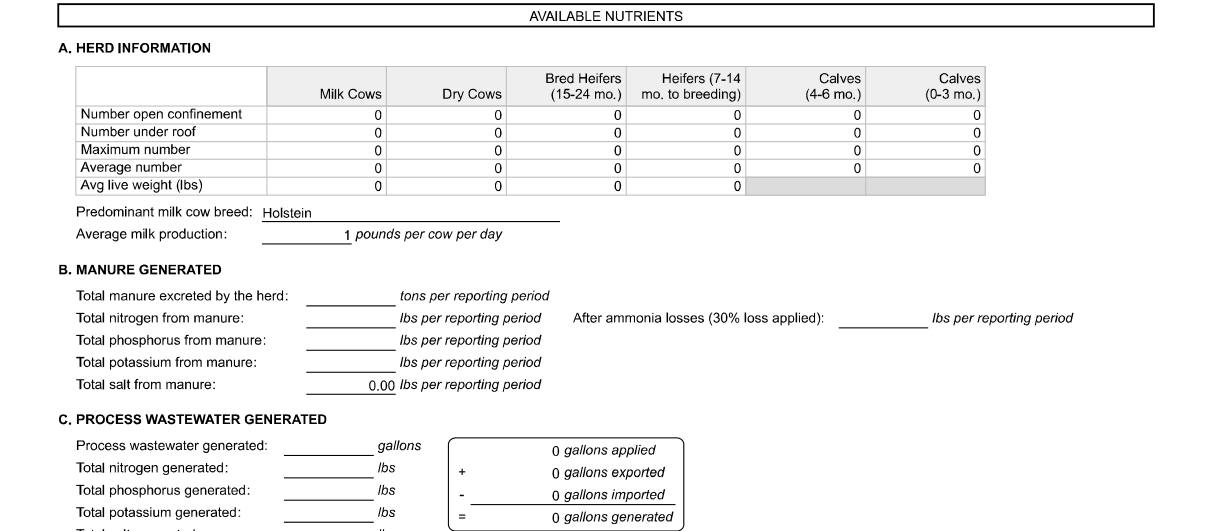 AVAILABLE NUTRIENTS
A. HERD INFORMATION
Milk Cows Dry Cows Bred Heifers (15-24 mo.) Heifers (7-14 mo. to breeding) Calves (4-6 mo.) Calves (0-3 mo.)
Number open confinement 0 0 0 0 0 0
Number under roof 0 0 0 0 0 0
Maximum number 0 0 0 0 0 0
Average number 0 0 0 0 0 0
Avg live weight (lbs) 0 0 0 0
Predominant milk cow breed: Holstein
Average milk production: 1 pounds per cow per day
B. MANURE GENERATED
Total manure excreted by the herd: tons per reporting period
Total nitrogen from manure: lbs per reporting period After ammonia losses (30% loss applied): lbs per reporting period
Total phosphorus from manure: lbs per reporting period
Total potassium from manure: lbs per reporting period
Total salt from manure: 0.00 lbs per reporting period
C. PROCESS WASTEWATER GENERATED
Process wastewater generated: gallons
Total nitrogen generated: lbs
Total phosphorus generated: lbs
Total potassium generated: lbs
0 gallons applied
+ 0 gallons exported
- 0 gallons imported
= 0 gallons generated